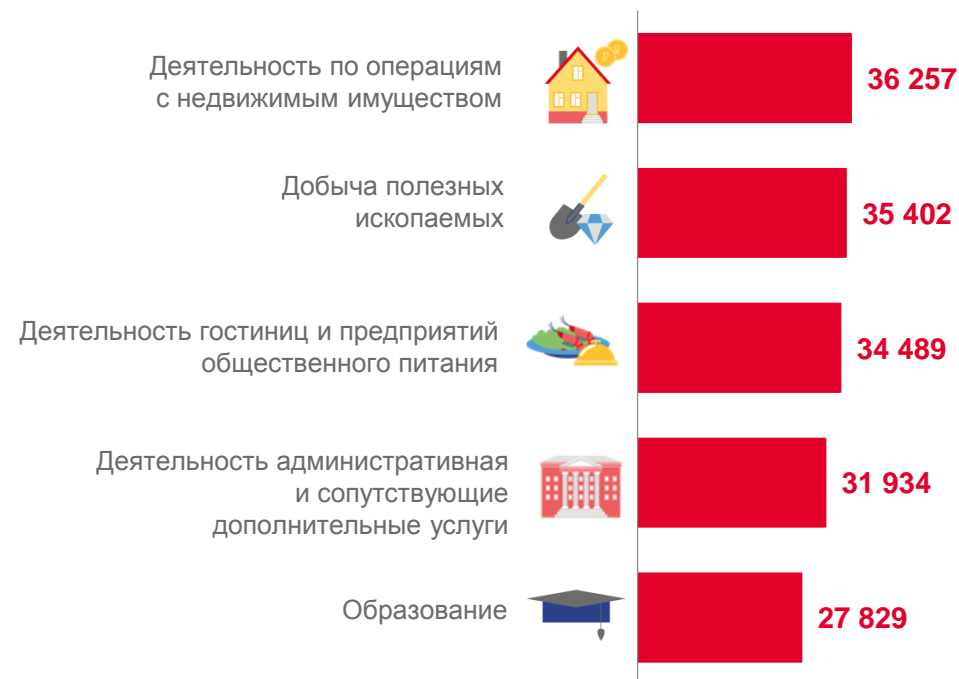 Деятельность по операциям
с недвижимым имуществом
36 257
Добыча полезных
ископаемых
35 402
Деятельность гостиниц и предприятий
общественного питания
34 489
Деятельность административная
и сопутствующие
дополнительные услуги
31 934
Образование
27 829